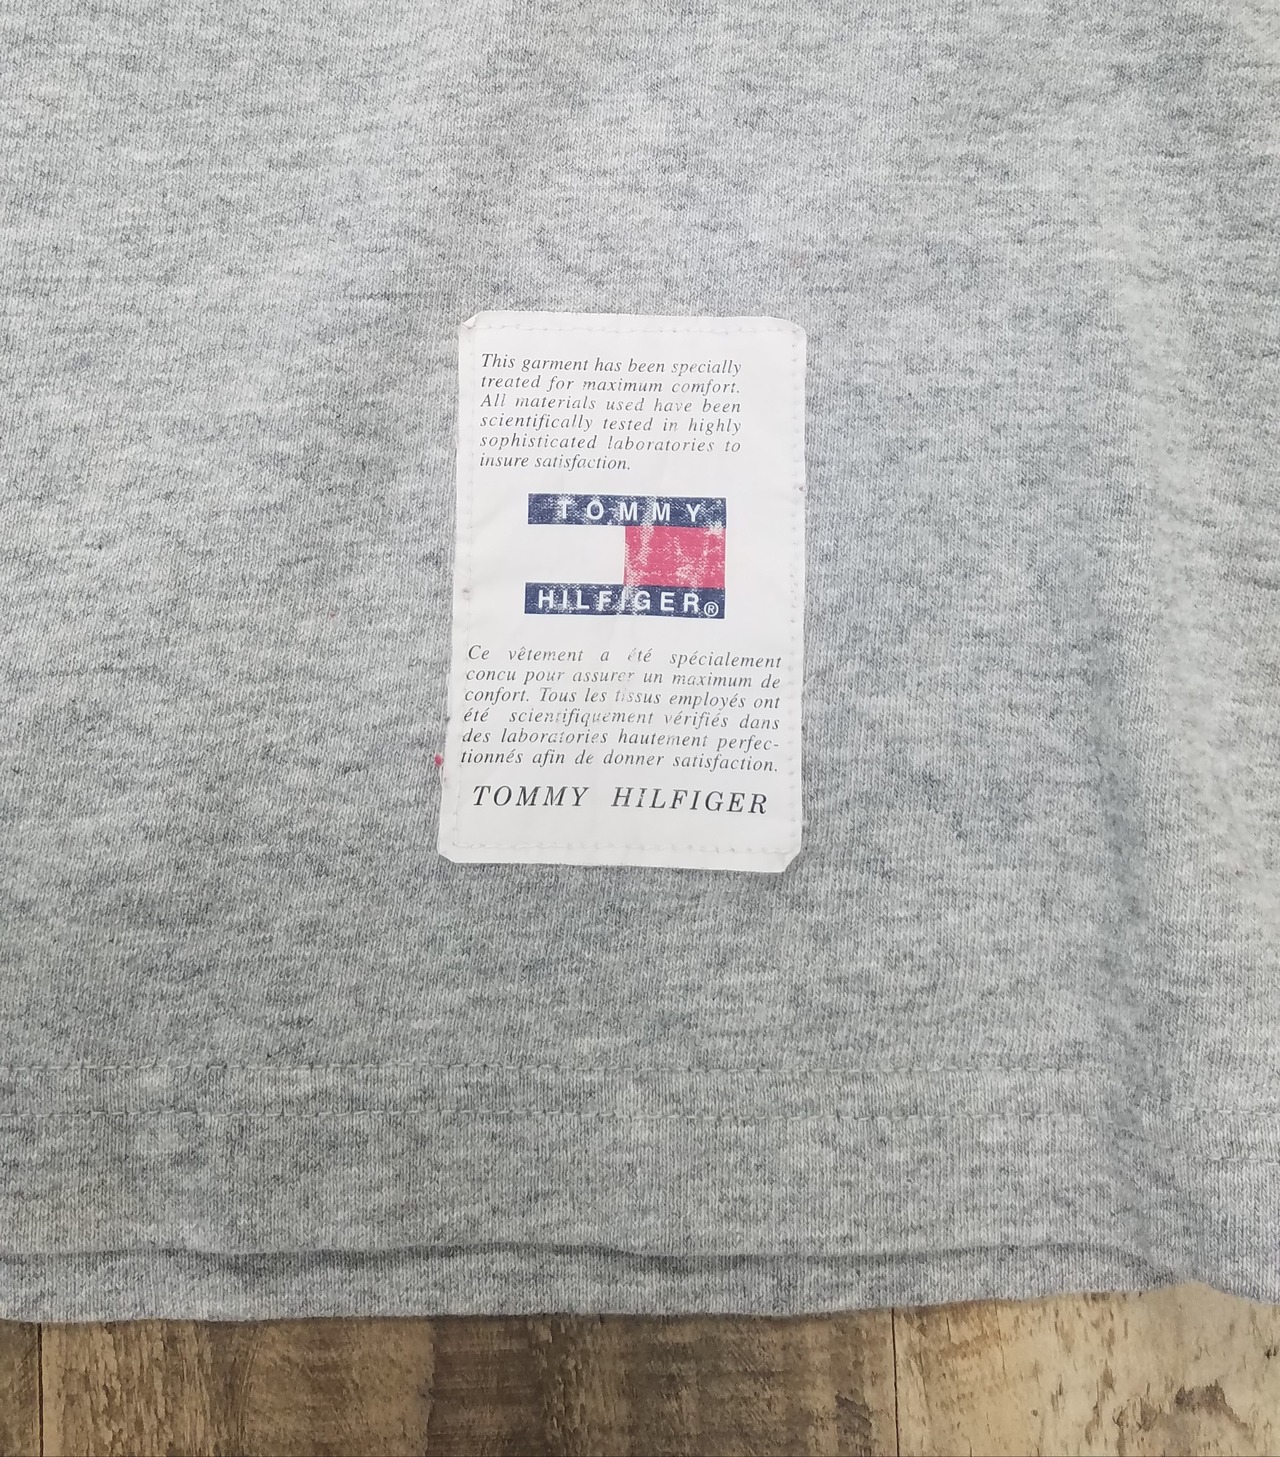 This garment has been specially
treated for maximum comfort.
All materials used have been
scientifically tested in highly
sophisticated laboratories to
insure satisfaction.
TOMMY
HILFIGER®
Ce vêtement a été spécialement
concu pour assurer un maximum de
confort. Tous les tissus employés ont
été scientifiquement vérifiés dans
des laboratories hautement perfec-
tionnés afin de donner satisfaction.
TOMMY HILFIGER